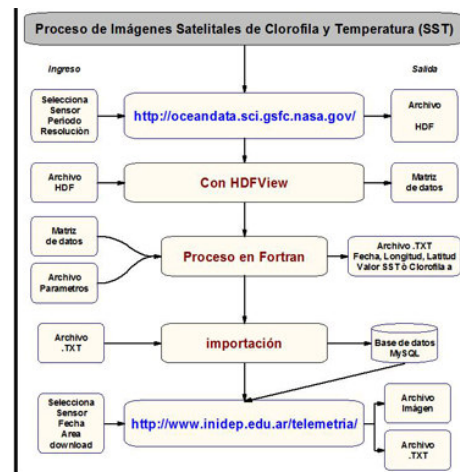 Proceso de Imágenes Satelitales de Clorofila y Temperatura (SST)
Ingreso
Salida
Selecciona
Sensor
Periodo
Resolución
http://oceandata.sci.gsfc.nasa.gov/
Archivo
HDF
Archivo
HDF
Con HDFView
Matriz
de datos
Matriz
de datos
Archivo
Parametros
Proceso en Fortran
Archivo .TXT
Fecha, Longitud, Latitud
Valor SST ò Clorofila a
Archivo
.TXT
importación
Base de datos
MySQL
Selecciona
Sensor
Fecha
Area
download
http://www.inidep.edu.ar/telemetria/
Archivo
Imágen
Archivo
.TXT